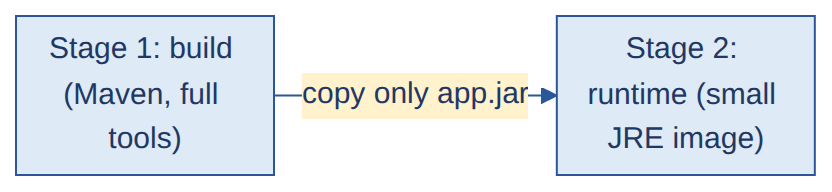 Stage 1: build
(Maven, full
tools)
copy only app.jar
Stage 2:
runtime (small
JRE image)